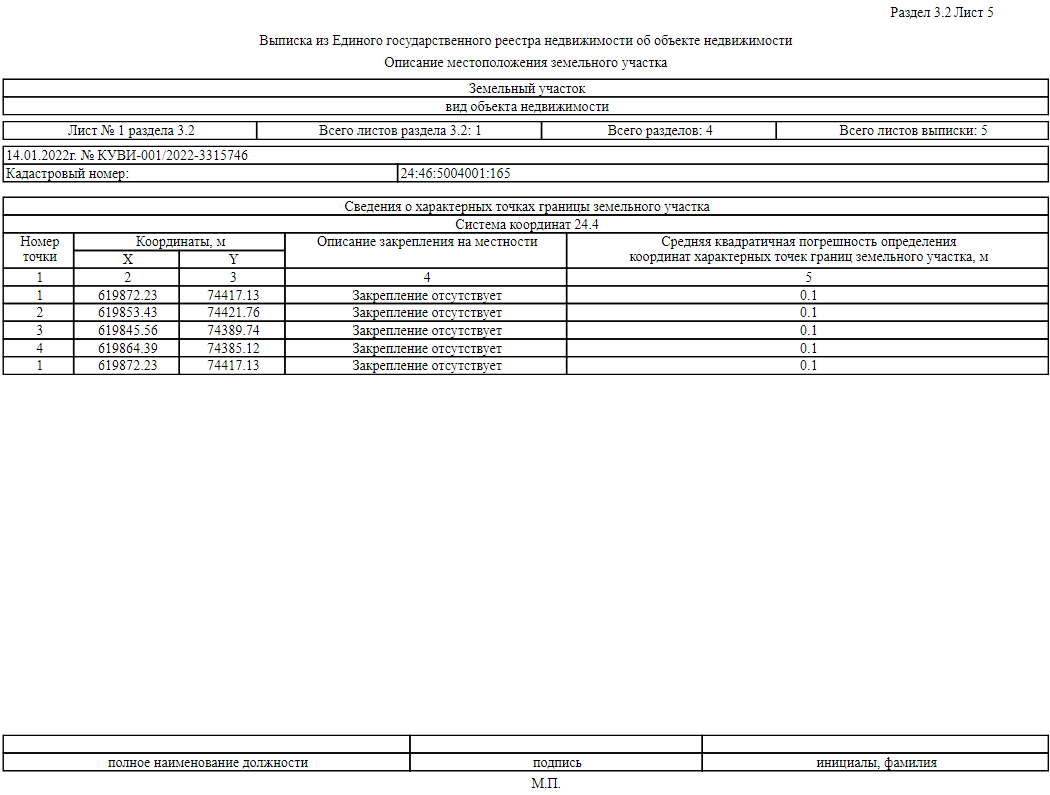 Раздел 3.2 Лист 5
Выписка из Единого государственного реестра недвижимости об объекте недвижимости
Описание местоположения земельного участка
Земельный участок
вид объекта недвижимости
Лист № 1 раздела 3.2 Всего листов раздела 3.2: 1 Всего разделов: 4 Всего листов выписки: 5
14.01.2022г. № КУВИ-001/2022-3315746
Кадастровый номер: 24:46:5004001:165
Сведения о характерных точках границы земельного участка
Система координат 24.4
Номер точки Координаты, м Описание закрепления на местности Средняя квадратичная погрешность определения координат характерных точек границ земельного участка, м
X Y
1 2 3 4 5
1 619872.23 74417.13 Закрепление отсутствует 0.1
2 619853.43 74421.76 Закрепление отсутствует 0.1
3 619845.56 74389.74 Закрепление отсутствует 0.1
4 619864.39 74385.12 Закрепление отсутствует 0.1
1 619872.23 74417.13 Закрепление отсутствует 0.1
полное наименование должности подпись инициалы, фамилия
М.П.